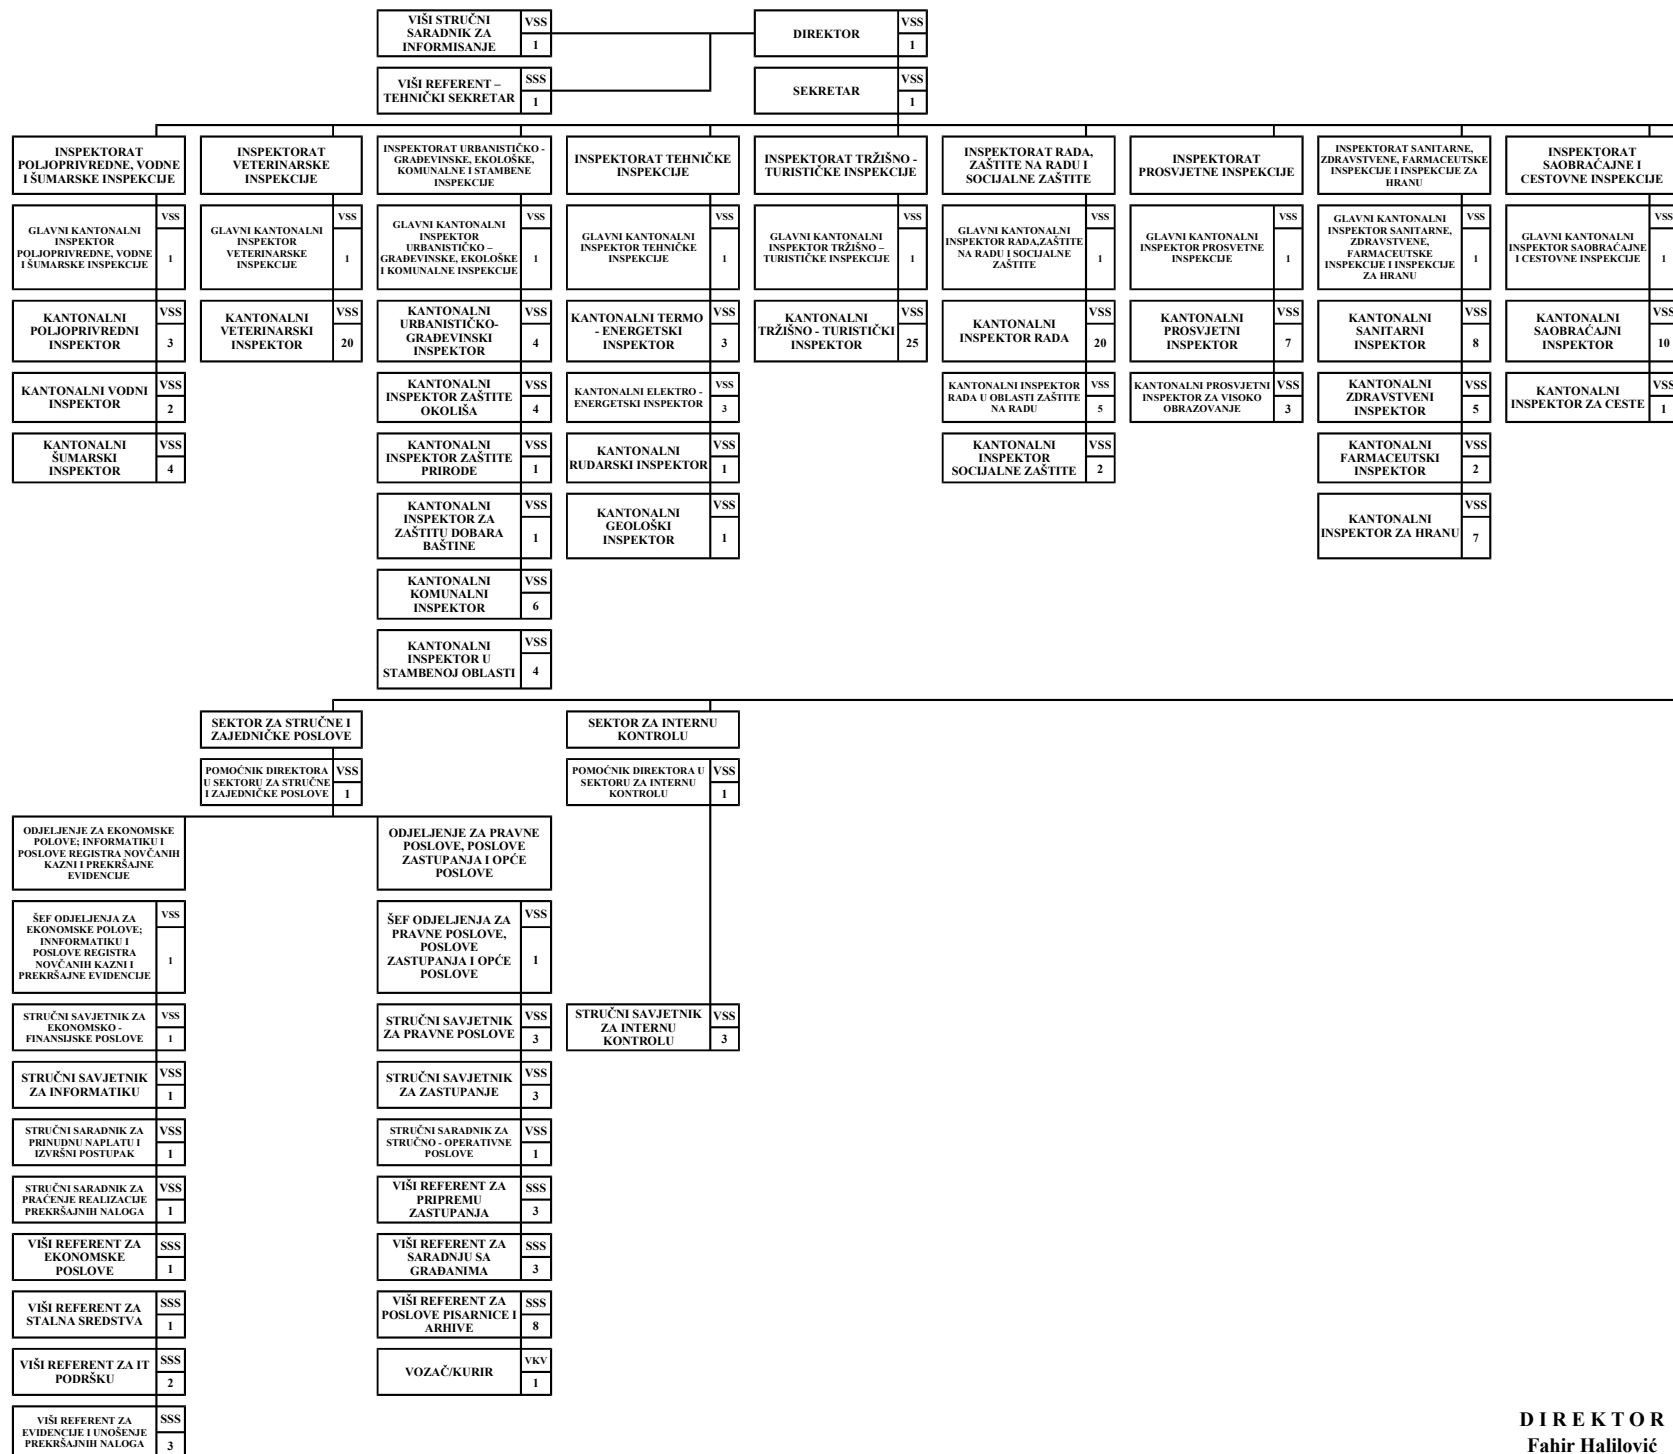 VIŠI STRUČNI
SARADNIK ZA
INFORMISANJE
VSS
1
DIREKTOR
VSS
1
VIŠI REFERENT –
TEHNIČKI SEKRETAR
SSS
1
SEKRETAR
VSS
1
INSPEKTORAT
POLJOPRIVREDNE, VODNE
I ŠUMARSKE INSPEKCIJE
INSPEKTORAT
VETERINARSKE
INSPEKCIJE
INSPEKTORAT URBANISTIČKO -
GRAĐEVINSKE, EKOLOŠKE,
KOMUNALNE I STAMBENE
INSPEKCIJE
INSPEKTORAT TEHNIČKE
INSPEKCIJE
INSPEKTORAT TRŽIŠNO -
TURISTIČKE INSPEKCIJE
INSPEKTORAT RADA,
ZAŠTITE NA RADU I
SOCIJALNE ZAŠTITE
INSPEKTORAT
PROSVJETNE INSPEKCIJE
INSPEKTORAT SANITARNE,
ZDRAVSTVENE, FARMACEUTSKE
INSPEKCIJE I INSPEKCIJE ZA
HRANU
INSPEKTORAT
SAOBRAĆAJNE I
CESTOVNE INSPEKCIJE
GLAVNI KANTONALNI
INSPEKTOR
POLJOPRIVREDNE, VODNE
I ŠUMARSKE INSPEKCIJE
VSS
1
GLAVNI KANTONALNI
INSPEKTOR
VETERINARSKE
INSPEKCIJE
VSS
1
GLAVNI KANTONALNI
INSPEKTOR
URBANISTIČKO –
GRAĐEVINSKE, EKOLOŠKE
I KOMUNALNE INSPEKCIJE
VSS
1
GLAVNI KANTONALNI
INSPEKTOR TEHNIČKE
INSPEKCIJE
VSS
1
GLAVNI KANTONALNI
INSPEKTOR TRŽIŠNO –
TURISTIČKE INSPEKCIJE
VSS
1
GLAVNI KANTONALNI
INSPEKTOR RADA,ZAŠTITE
NA RADU I SOCIJALNE
ZAŠTITE
VSS
1
GLAVNI KANTONALNI
INSPEKTOR PROSVETNE
INSPEKCIJE
VSS
1
GLAVNI KANTONALNI
INSPEKTOR SANITARNE,
ZDRAVSTVENE,
FARMACEUTSKE
INSPEKCIJE I INSPEKCIJE
ZA HRANU
VSS
1
GLAVNI KANTONALNI
INSPEKTOR SAOBRAĆAJNE
I CESTOVNE INSPEKCIJE
VSS
1
KANTONALNI
POLJOPRIVREDNI
INSPEKTOR
VSS
3
KANTONALNI
VETERINARSKI
INSPEKTOR
VSS
20
KANTONALNI
URBANISTIČKO-
GRAĐEVINSKI
INSPEKTOR
VSS
4
KANTONALNI TERMO
- ENERGETSKI
INSPEKTOR
VSS
3
KANTONALNI
TRŽIŠNO - TURISTIČKI
INSPEKTOR
VSS
25
KANTONALNI
INSPEKTOR RADA
VSS
20
KANTONALNI
PROSVJETNI
INSPEKTOR
VSS
7
KANTONALNI
SANITARNI
INSPEKTOR
VSS
8
KANTONALNI
SAOBRAĆAJNI
INSPEKTOR
VSS
10
KANTONALNI VODNI
INSPEKTOR
VSS
2
KANTONALNI
INSPEKTOR ZAŠTITE
OKOLIŠA
VSS
4
KANTONALNI ELEKTRO -
ENERGETSKI INSPEKTOR
VSS
3
KANTONALNI INSPEKTOR
RADA U OBLASTI ZAŠTITE
NA RADU
VSS
5
KANTONALNI PROSVJETNI
INSPEKTOR ZA VISOKO
OBRAZOVANJE
VSS
3
KANTONALNI
ZDRAVSTVENI
INSPEKTOR
VSS
5
KANTONALNI
INSPEKTOR ZA CESTE
VSS
1
KANTONALNI
ŠUMARSKI
INSPEKTOR
VSS
4
KANTONALNI
INSPEKTOR ZAŠTITE
PRIRODE
VSS
1
KANTONALNI
RUDARSKI INSPEKTOR
VSS
1
KANTONALNI
INSPEKTOR
SOCIJALNE ZAŠTITE
VSS
2
KANTONALNI
FARMACEUTSKI
INSPEKTOR
VSS
2
KANTONALNI
INSPEKTOR ZA
ZAŠTITU DOBARA
BAŠTINE
VSS
1
KANTONALNI
GEOLOŠKI
INSPEKTOR
VSS
1
KANTONALNI
INSPEKTOR ZA HRANU
VSS
7
KANTONALNI
KOMUNALNI
INSPEKTOR
VSS
6
KANTONALNI
INSPEKTOR U
STAMBENOJ OBLASTI
VSS
4
SEKTOR ZA STRUČNE I
ZAJEDNIČKE POSLOVE
SEKTOR ZA INTERNU
KONTROLU
POMOĆNIK DIREKTORA
U SEKTORU ZA STRUČNE
I ZAJEDNIČKE POSLOVE
VSS
1
POMOĆNIK DIREKTORA U
SEKTORU ZA INTERNU
KONTROLU
VSS
1
ODJELJENJE ZA EKONOMSKE
POLOVE; INFORMATIKU I
POSLOVE REGISTRA NOVČANIH
KAZNI I PREKRŠAJNE
EVIDENCIJE
ODJELJENJE ZA PRAVNE
POSLOVE, POSLOVE
ZASTUPANJA I OPĆE
POSLOVE
ŠEF ODJELJENJA ZA
EKONOMSKE POLOVE;
INNFORMATIKU I
POSLOVE REGISTRA
NOVČANIH KAZNI I
PREKRŠAJNE EVIDENCIJE
VSS
1
ŠEF ODJELJENJA ZA
PRAVNE POSLOVE,
POSLOVE
ZASTUPANJA I OPĆE
POSLOVE
VSS
1
STRUČNI SAVJETNIK ZA
EKONOMSKO -
FINANSIJSKE POSLOVE
VSS
1
STRUČNI SAVJETNIK
ZA PRAVNE POSLOVE
VSS
3
STRUČNI SAVJETNIK
ZA INTERNU
KONTROLU
VSS
3
STRUČNI SAVJETNIK
ZA INFORMATIKU
VSS
1
STRUČNI SAVJETNIK
ZA ZASTUPANJE
VSS
3
STRUČNI SARADNIK ZA
PRINUDNU NAPLATU I
IZVRŠNI POSTUPAK
VSS
1
STRUČNI SARADNIK ZA
STRUČNO - OPERATIVNE
POSLOVE
VSS
1
STRUČNI SARADNIK ZA
PRAĆENJE REALIZACIJE
PREKRŠAJNIH NALOGA
VSS
1
VIŠI REFERENT ZA
PRIPREMU
ZASTUPANJA
SSS
3
VIŠI REFERENT ZA
EKONOMSKE
POSLOVE
SSS
1
VIŠI REFERENT ZA
SARADNJU SA
GRAĐANIMA
SSS
3
VIŠI REFERENT ZA
STALNA SREDSTVA
SSS
1
VIŠI REFERENT ZA
POSLOVE PISARNICE I
ARHIVE
SSS
8
VIŠI REFERENT ZA IT
PODRŠKU
SSS
2
VOZAČ/KURIR
VKV
1
VIŠI REFERENT ZA
EVIDENCIJE I UNOŠENJE
PREKRŠAJNIH NALOGA
SSS
3
D I R E K T O R
Fahir Halilović